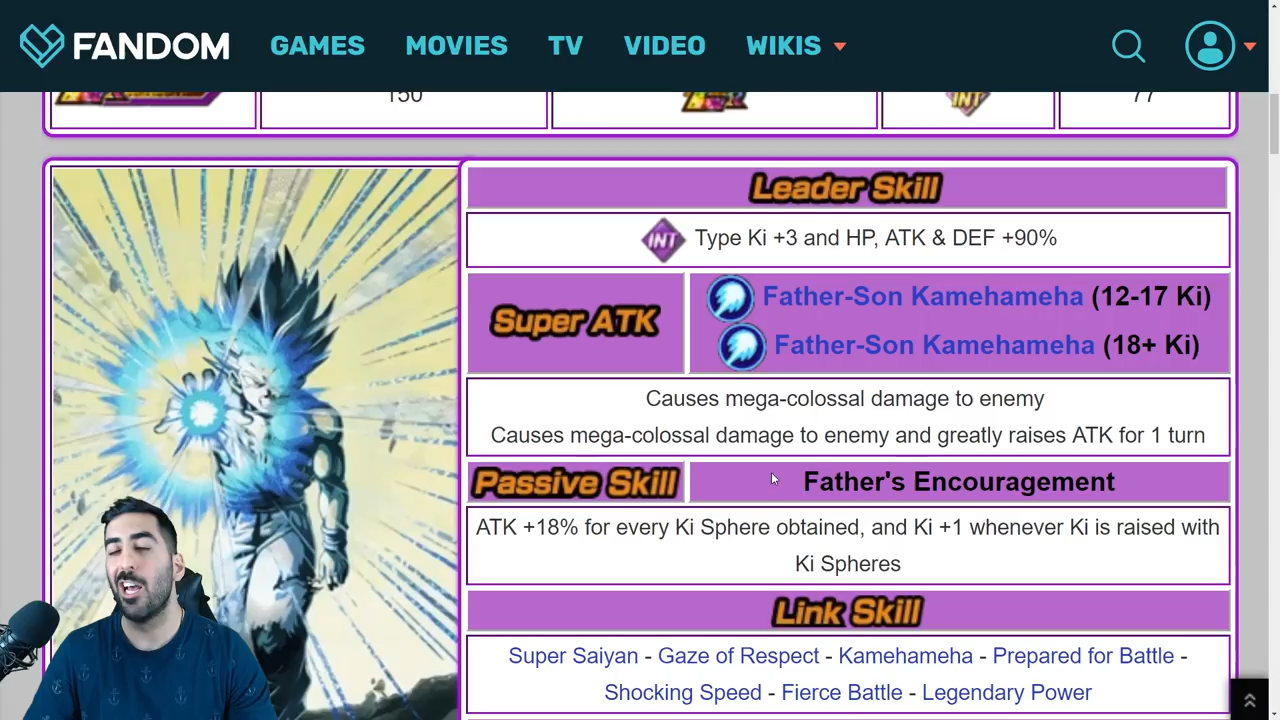 FANDOM GAMES MOVIES TV VIDEO WIKIS
150 INT 77
Leader Skill
INT Type Ki +3 and HP, ATK & DEF +90%
Super ATK
Father-Son Kamehameha (12-17 Ki)
Father-Son Kamehameha (18+ Ki)
Causes mega-colossal damage to enemy
Causes mega-colossal damage to enemy and greatly raises ATK for 1 turn
Passive Skill Father's Encouragement
ATK +18% for every Ki Sphere obtained, and Ki +1 whenever Ki is raised with
Ki Spheres
Link Skill
Super Saiyan - Gaze of Respect - Kamehameha - Prepared for Battle -
Shocking Speed - Fierce Battle - Legendary Power